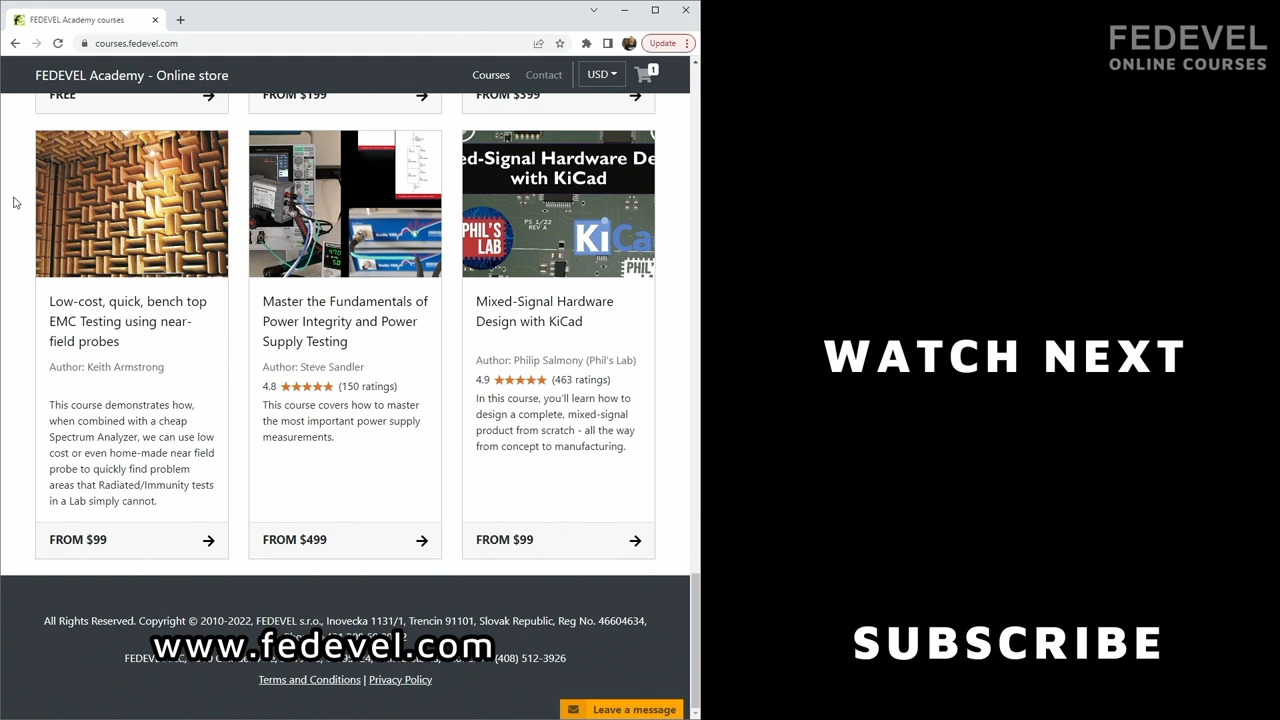 FEDEVEL Academy courses
courses.fedevel.com
Update
FEDEVEL Academy - Online store
Courses
Contact
USD
1
FREE
FROM $199
FROM $399
ed-Signal Hardware De
with KiCad
PS 1/22
REV A
PHIL'S
LAB
KiCa
PHIL
Low-cost, quick, bench top
EMC Testing using near-
field probes
Author: Keith Armstrong
This course demonstrates how,
when combined with a cheap
Spectrum Analyzer, we can use low
cost or even home-made near field
probe to quickly find problem
areas that Radiated/Immunity tests
in a Lab simply cannot.
FROM $99
Master the Fundamentals of
Power Integrity and Power
Supply Testing
Author: Steve Sandler
4.8 (150 ratings)
This course covers how to master
the most important power supply
measurements.
FROM $499
Mixed-Signal Hardware
Design with KiCad
Author: Philip Salmony (Phil's Lab)
4.9 (463 ratings)
In this course, you'll learn how to
design a complete, mixed-signal
product from scratch - all the way
from concept to manufacturing.
FROM $99
All Rights Reserved. Copyright © 2010-2022, FEDEVEL s.r.o., Inovecka 1131/1, Trencin 91101, Slovak Republic, Reg No. 46604634,
www.fedevel.com
(408) 512-3926
Terms and Conditions | Privacy Policy
Leave a message
FEDEVEL
ONLINE COURSES
WATCH NEXT
SUBSCRIBE